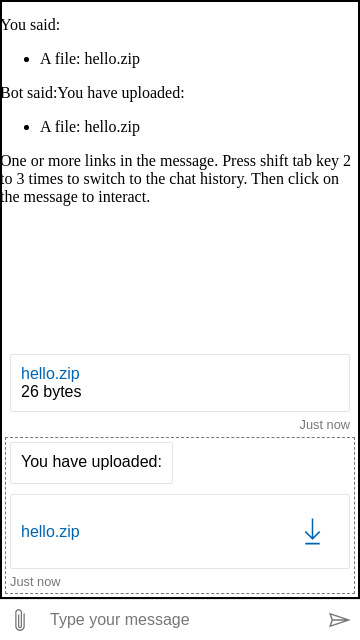 You said:
A file: hello.zip
Bot said:You have uploaded:
A file: hello.zip
One or more links in the message. Press shift tab key 2
to 3 times to switch to the chat history. Then click on
the message to interact.
hello.zip
26 bytes
Just now
You have uploaded:
hello.zip
Just now
Type your message